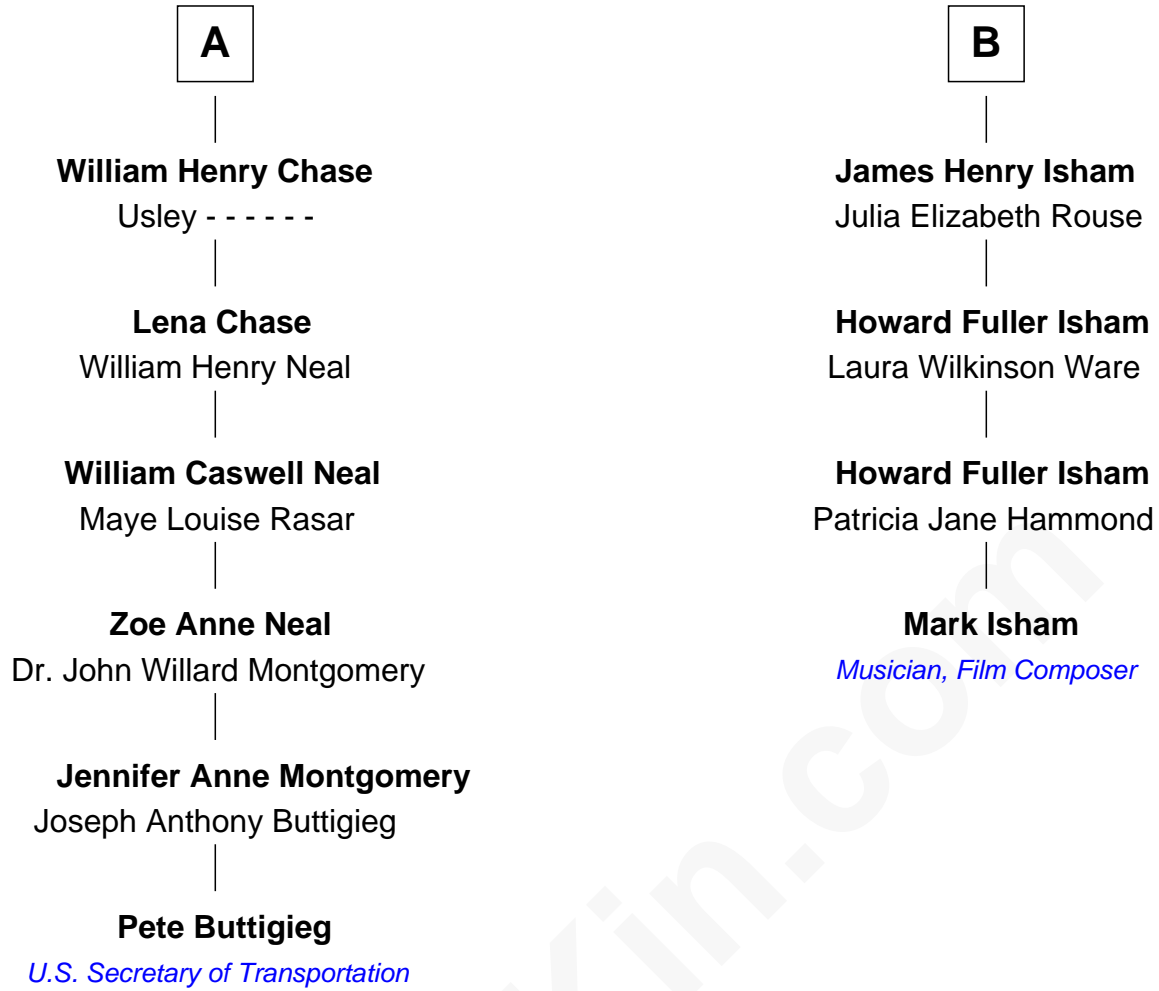 A
William Henry Chase
Usley - - - - - -
Lena Chase
William Henry Neal
William Caswell Neal
Maye Louise Rasar
Zoe Anne Neal
Dr. John Willard Montgomery
Jennifer Anne Montgomery
Joseph Anthony Buttigieg
Pete Buttigieg
U.S. Secretary of Transportation
B
James Henry Isham
Julia Elizabeth Rouse
Howard Fuller Isham
Laura Wilkinson Ware
Howard Fuller Isham
Patricia Jane Hammond
Mark Isham
Musician, Film Composer